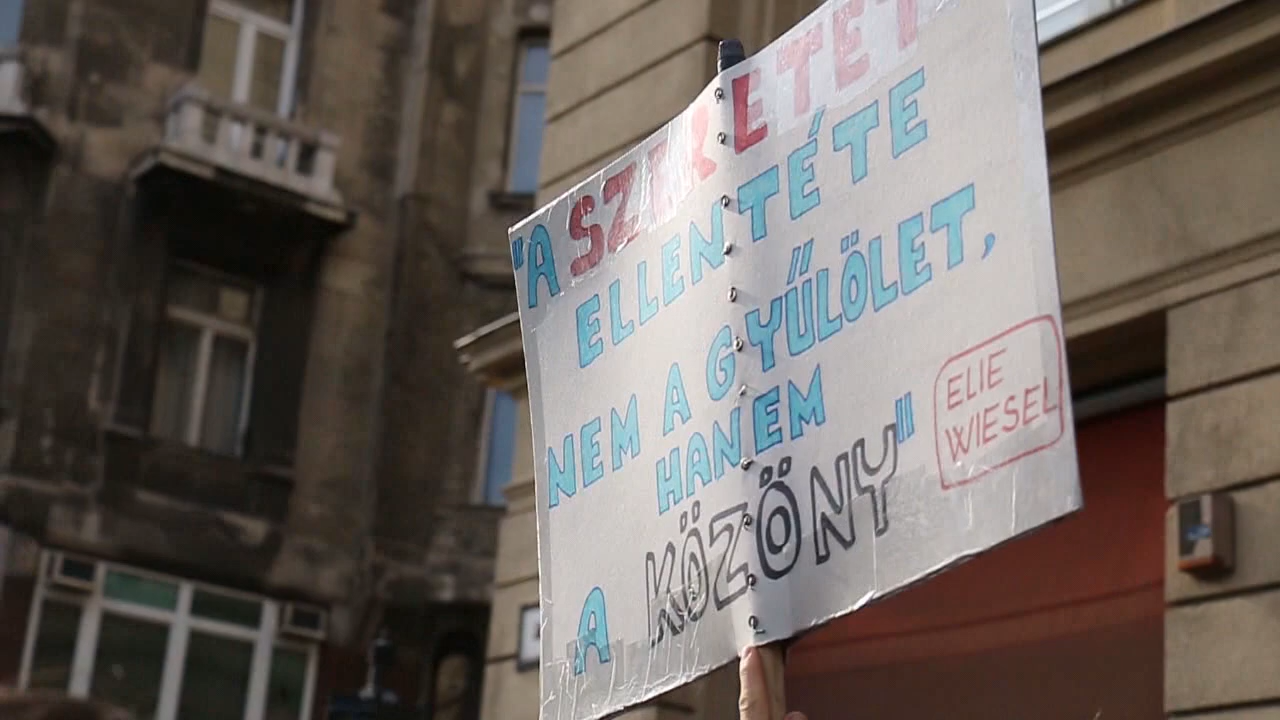 "A SZERETET
ELLENTÉTE
NEM A GYŰLÖLET,
HANEM
A KÖZÖNY"
ELIE
WIESEL